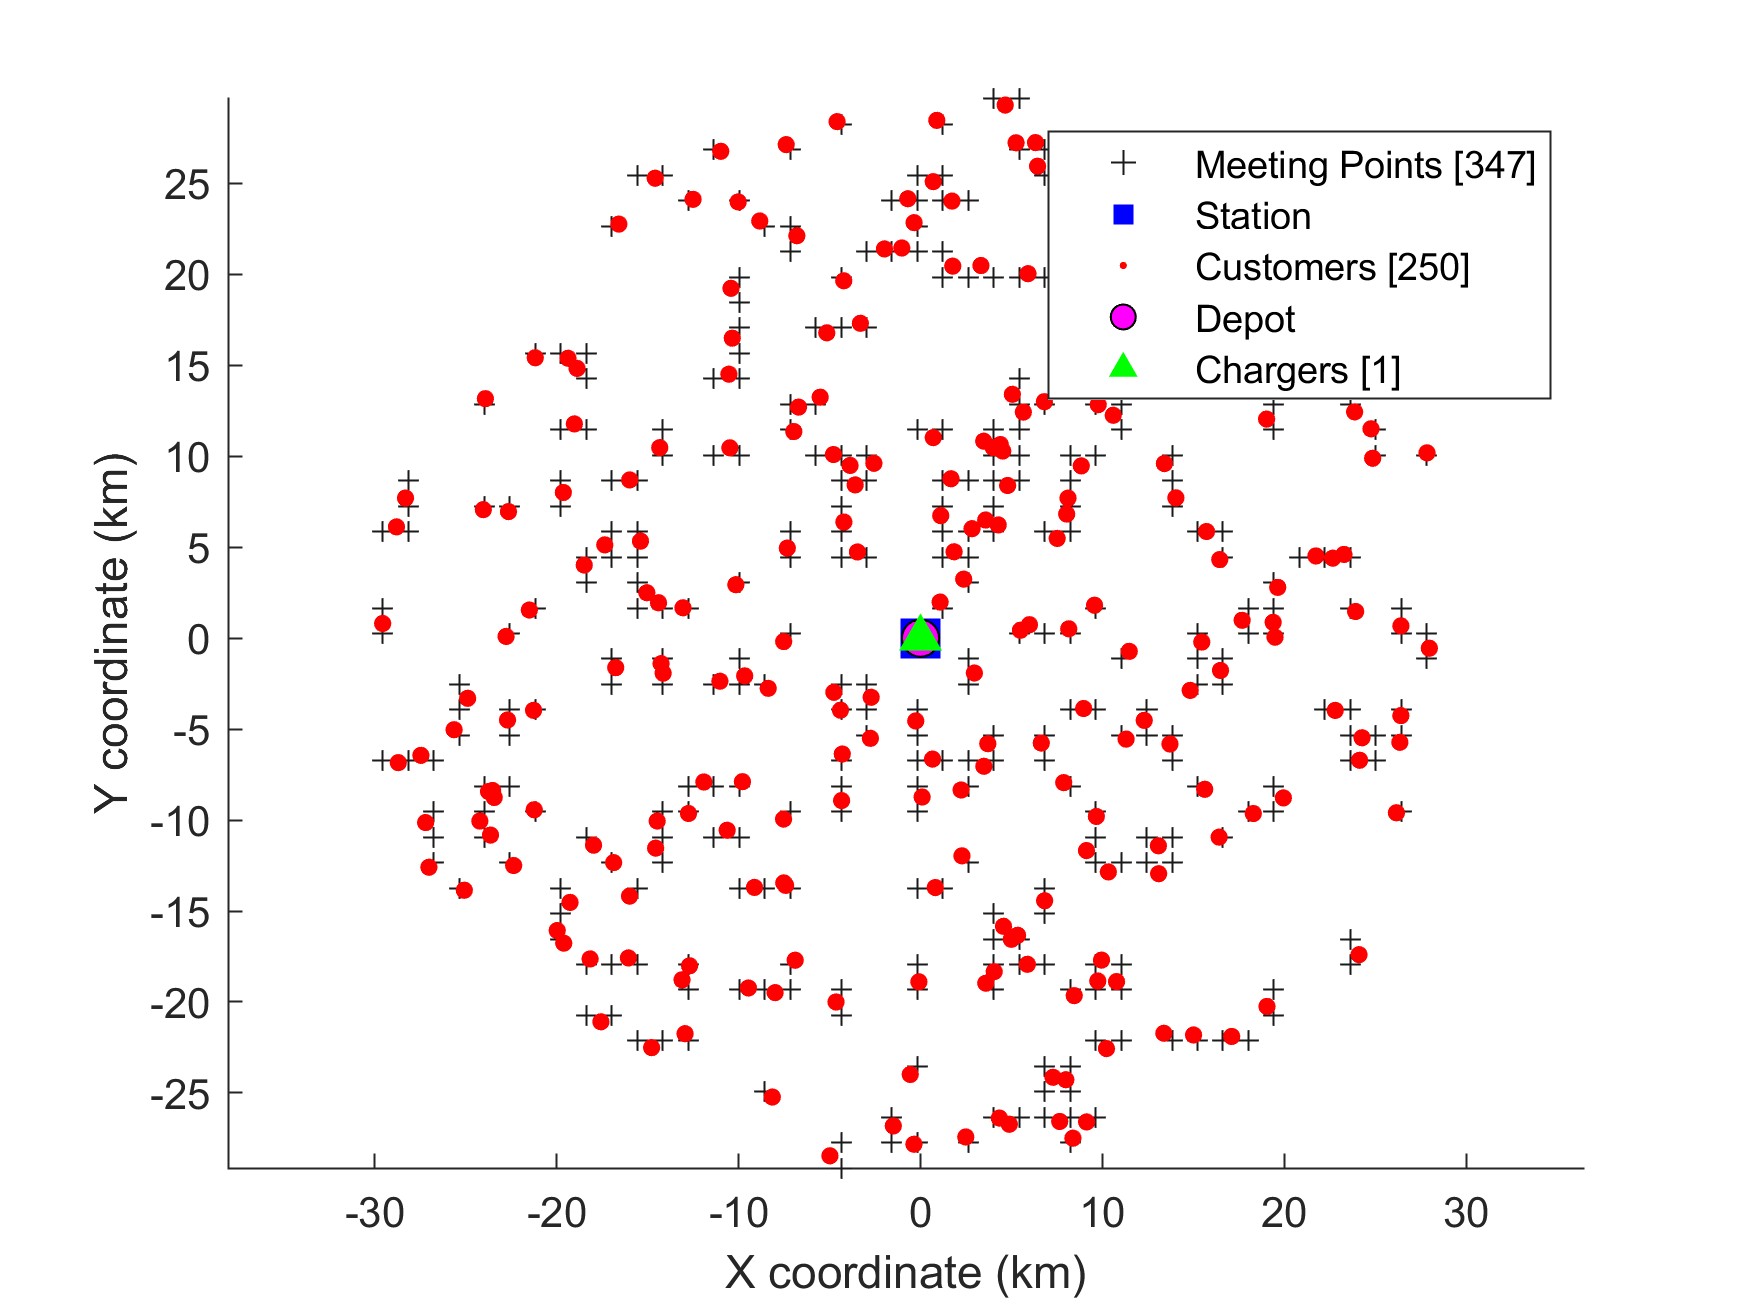 Meeting Points [347]
Station
Customers [250]
Depot
Chargers [1]
25
20
15
10
5
0
-5
-10
-15
-20
-25
Y coordinate (km)
-30 -20 -10 0 10 20 30
X coordinate (km)